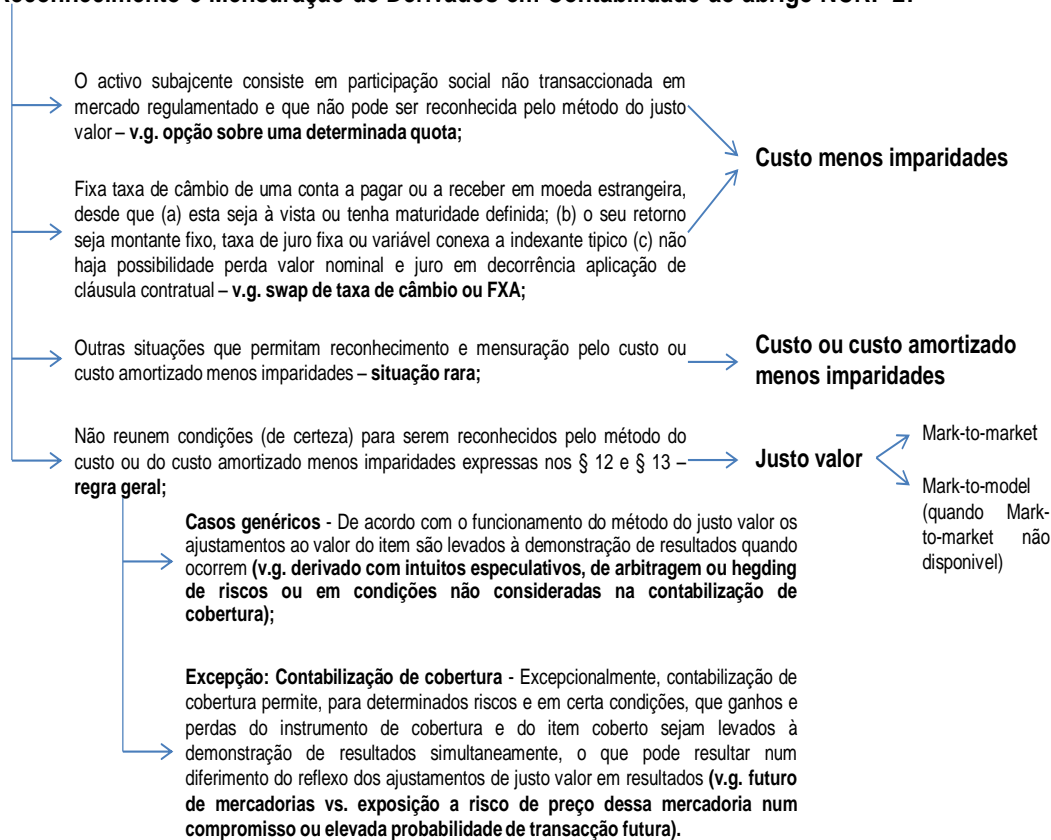 O activo subajcente consiste em participação social não transaccionada em
mercado regulamentado e que não pode ser reconhecida pelo método do justo
valor – v.g. opção sobre uma determinada quota;
Custo menos imparidades
Fixa taxa de câmbio de uma conta a pagar ou a receber em moeda estrangeira,
desde que (a) esta seja à vista ou tenha maturidade definida; (b) o seu retorno
seja montante fixo, taxa de juro fixa ou variável conexa a indexante tipico (c) não
haja possibilidade perda valor nominal e juro em decorrência aplicação de
cláusula contratual – v.g. swap de taxa de câmbio ou FXA;
Outras situações que permitam reconhecimento e mensuração pelo custo ou
custo amortizado menos imparidades – situação rara;
Custo ou custo amortizado
menos imparidades
Não reunem condições (de certeza) para serem reconhecidos pelo método do
custo ou do custo amortizado menos imparidades expressas nos § 12 e § 13 –
regra geral;
Justo valor
Mark-to-market
Mark-to-model
(quando Mark-
to-market não
disponivel)
Casos genéricos - De acordo com o funcionamento do método do justo valor os
ajustamentos ao valor do item são levados à demonstração de resultados quando
ocorrem (v.g. derivado com intuitos especulativos, de arbitragem ou hegding
de riscos ou em condições não consideradas na contabilização de
cobertura);
Excepção: Contabilização de cobertura - Excepcionalmente, contabilização de
cobertura permite, para determinados riscos e em certa condições, que ganhos e
perdas do instrumento de cobertura e do item coberto sejam levados à
demonstração de resultados simultaneamente, o que pode resultar num
diferimento do reflexo dos ajustamentos de justo valor em resultados (v.g. futuro
de mercadorias vs. exposição a risco de preço dessa mercadoria num
compromisso ou elevada probabilidade de transacção futura).